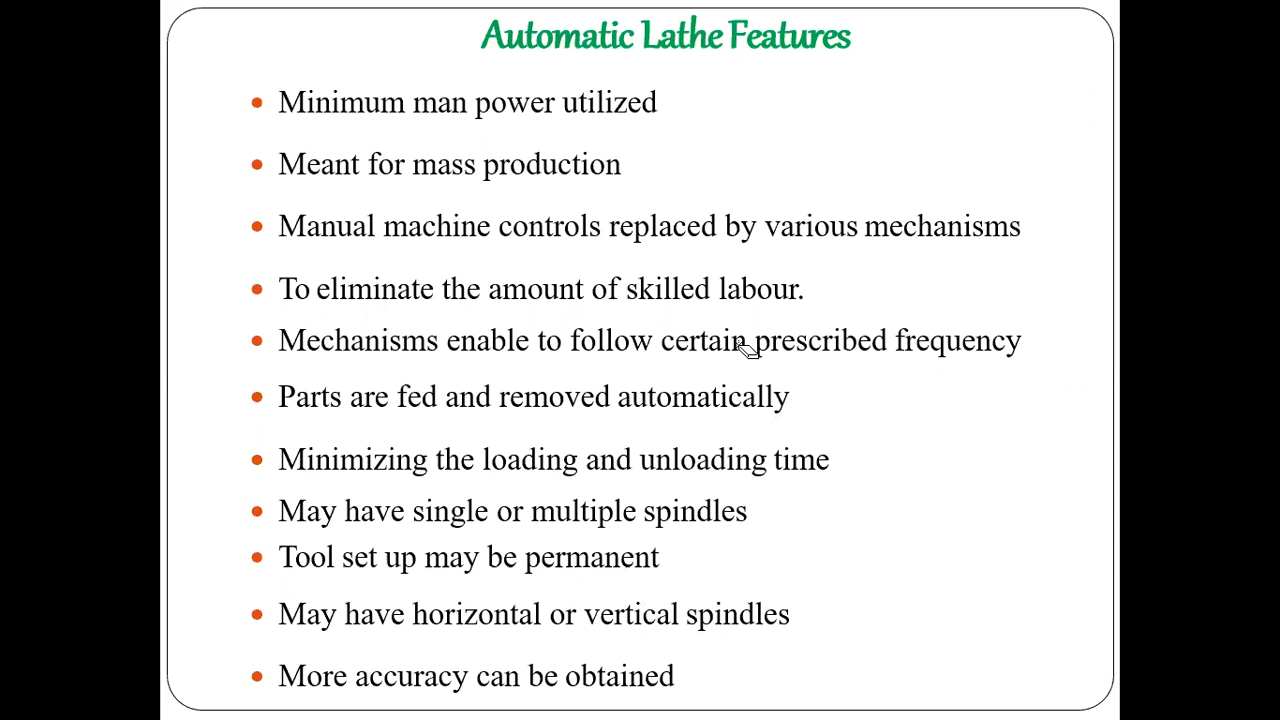 Automatic Lathe Features
• Minimum man power utilized
• Meant for mass production
• Manual machine controls replaced by various mechanisms
• To eliminate the amount of skilled labour.
• Mechanisms enable to follow certain prescribed frequency
• Parts are fed and removed automatically
• Minimizing the loading and unloading time
• May have single or multiple spindles
• Tool set up may be permanent
• May have horizontal or vertical spindles
• More accuracy can be obtained